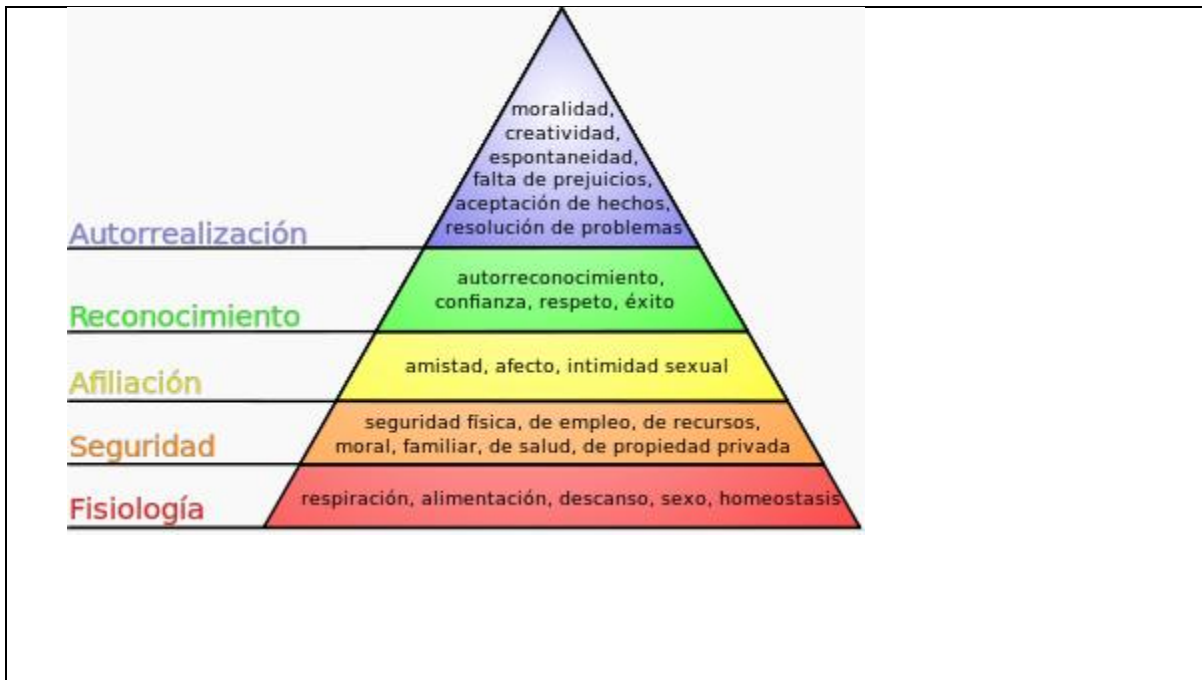 moralidad,
creatividad,
espontaneidad,
falta de prejuicios,
aceptación de hechos,
resolución de problemas
Autorrealización
autorreconocimiento,
confianza, respeto, éxito
Reconocimiento
amistad, afecto, intimidad sexual
Afiliación
seguridad física, de empleo, de recursos,
moral, familiar, de salud, de propiedad privada
Seguridad
respiración, alimentación, descanso, sexo, homeostasis
Fisiología